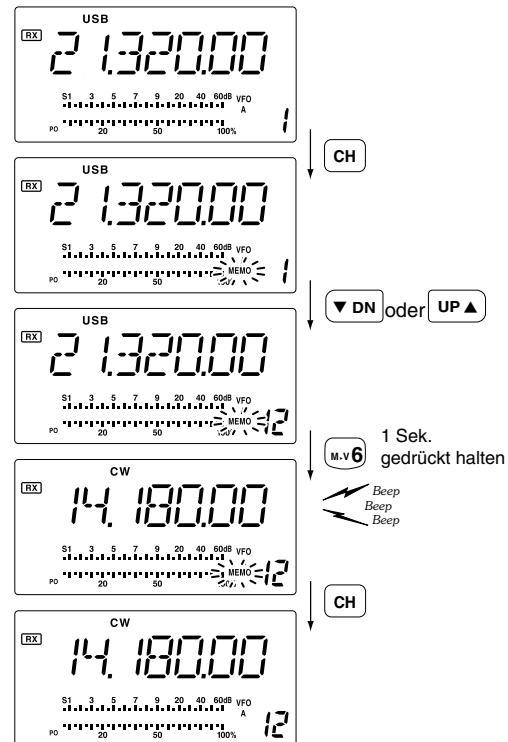 USB
RX 21.320.00
S1 3 5 7 9 20 40 60dB VFO
A
PO 20 50 100% 1
CH
USB
RX 21.320.00
S1 3 5 7 9 20 40 60dB VFO
MEMO 1
PO 20 50
▼ DN oder UP ▲
USB
RX 21.320.00
S1 3 5 7 9 20 40 60dB VFO
MEMO 12
PO 20 50
M▸V 6 1 Sek.
gedrückt halten
Beep
Beep
Beep
CW
RX 14.180.00
S1 3 5 7 9 20 40 60dB VFO
MEMO 12
PO 20 50
CH
CW
RX 14.180.00
S1 3 5 7 9 20 40 60dB VFO
A
PO 20 50 100% 12